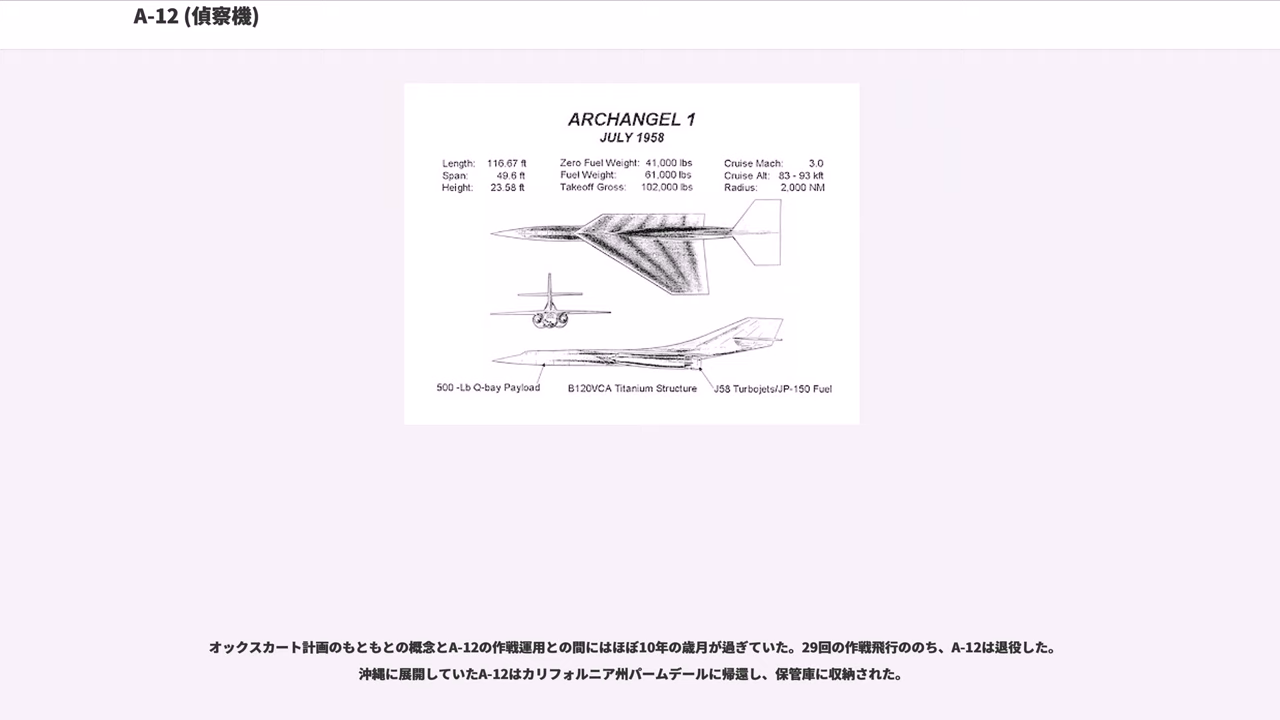 A-12 (偵察機)
ARCHANGEL 1
JULY 1958
Length: 116.67 ft Zero Fuel Weight: 41,000 lbs Cruise Mach: 3.0
Span: 49.6 ft Fuel Weight: 61,000 lbs Cruise Alt: 83 - 93 kft
Height: 23.58 ft Takeoff Gross: 102,000 lbs Radius: 2,000 NM
500 -Lb Q-bay Payload B120VCA Titanium Structure J58 Turbojets/JP-150 Fuel
オックスカート計画のもともとの概念とA-12の作戦運用との間にはほぼ10年の歳月が過ぎていた。29回の作戦飛行ののち、A-12は退役した。
沖縄に展開していたA-12はカリフォルニア州パームデールに帰還し、保管庫に収納された。